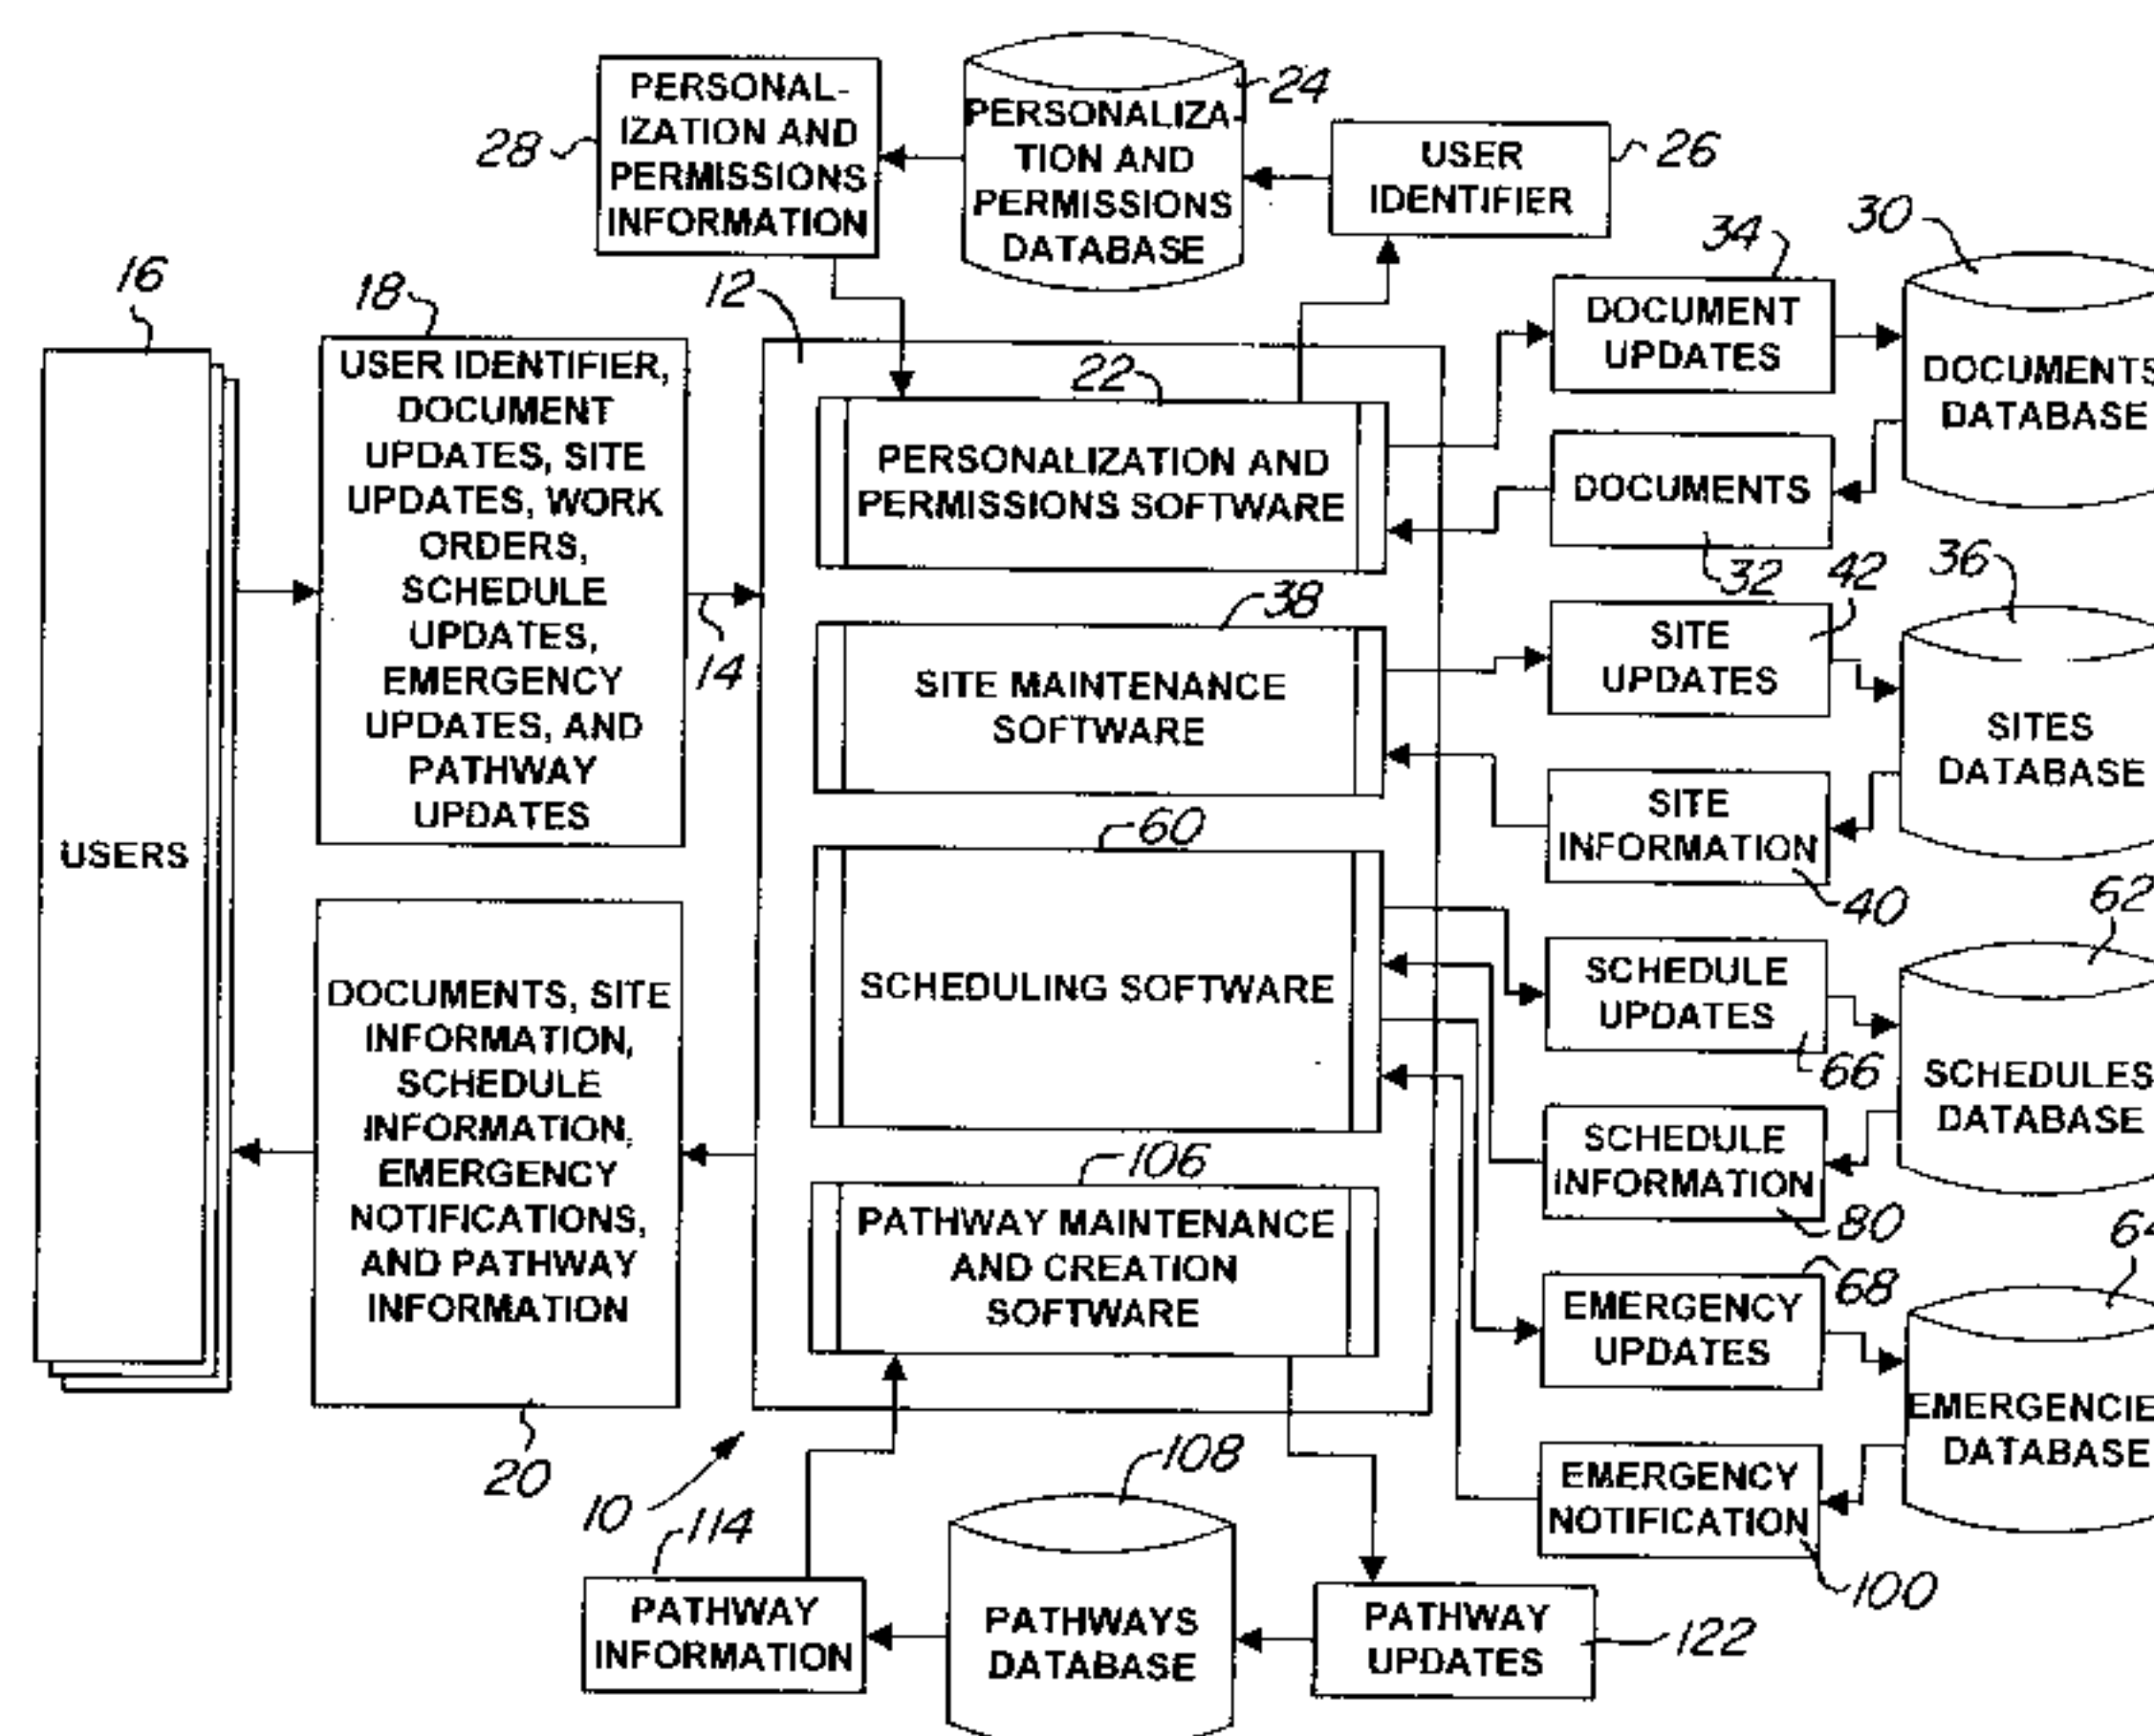 PERSONAL-
IZATION AND
PERMISSIONS
INFORMATION
28
PERSONALIZA-
TION AND
PERMISSIONS
DATABASE
24
USER
IDENTIFIER
26
16
USERS
18
USER IDENTIFIER,
DOCUMENT
UPDATES, SITE
UPDATES, WORK
ORDERS,
SCHEDULE
UPDATES,
EMERGENCY
UPDATES, AND
PATHWAY
UPDATES
14
12
22
PERSONALIZATION AND
PERMISSIONS SOFTWARE
34
DOCUMENT
UPDATES
30
DOCUMENTS
DATABASE
DOCUMENTS
32
38
SITE MAINTENANCE
SOFTWARE
42
SITE
UPDATES
36
SITES
DATABASE
SITE
INFORMATION
40
60
SCHEDULING SOFTWARE
SCHEDULE
UPDATES
66
62
SCHEDULES
DATABASE
SCHEDULE
INFORMATION
80
DOCUMENTS, SITE
INFORMATION,
SCHEDULE
INFORMATION,
EMERGENCY
NOTIFICATIONS,
AND PATHWAY
INFORMATION
20
106
PATHWAY MAINTENANCE
AND CREATION
SOFTWARE
68
EMERGENCY
UPDATES
64
EMERGENCIE
DATABASE
EMERGENCY
NOTIFICATION
100
10
114
PATHWAY
INFORMATION
108
PATHWAYS
DATABASE
PATHWAY
UPDATES
122